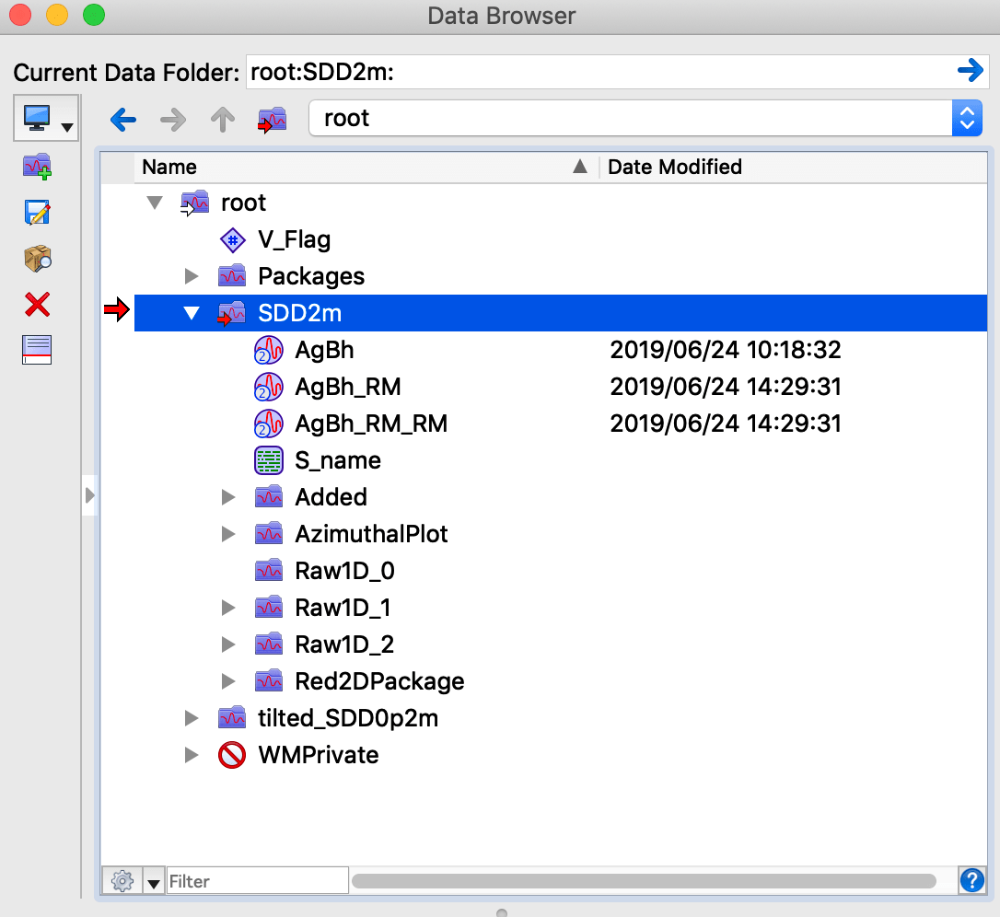 Data Browser
Current Data Folder: root:SDD2m:
root
Name Date Modified
root
V_Flag
Packages
SDD2m
AgBh 2019/06/24 10:18:32
AgBh_RM 2019/06/24 14:29:31
AgBh_RM_RM 2019/06/24 14:29:31
S_name
Added
AzimuthalPlot
Raw1D_0
Raw1D_1
Raw1D_2
Red2DPackage
tilted_SDD0p2m
WMPrivate
Filter